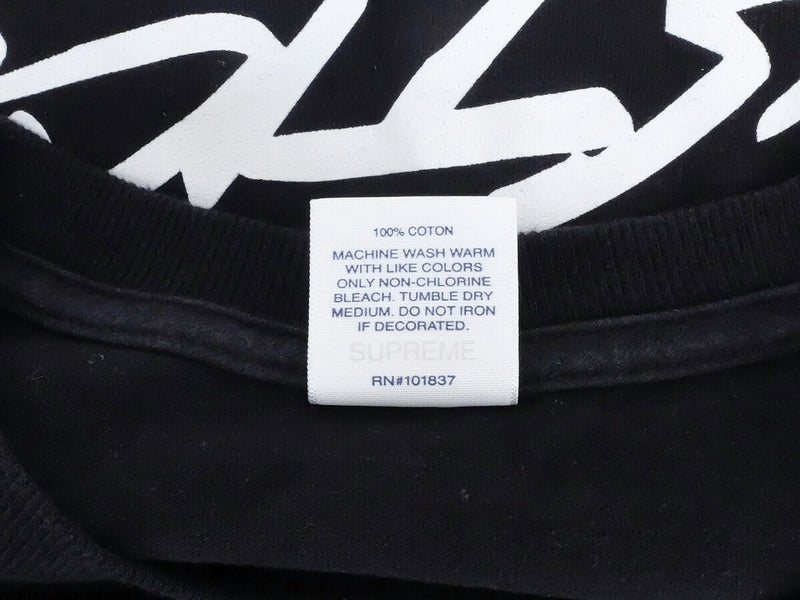 100% COTON
MACHINE WASH WARM
WITH LIKE COLORS
ONLY NON-CHLORINE
BLEACH. TUMBLE DRY
MEDIUM. DO NOT IRON
IF DECORATED.
SUPREME
RN#101837